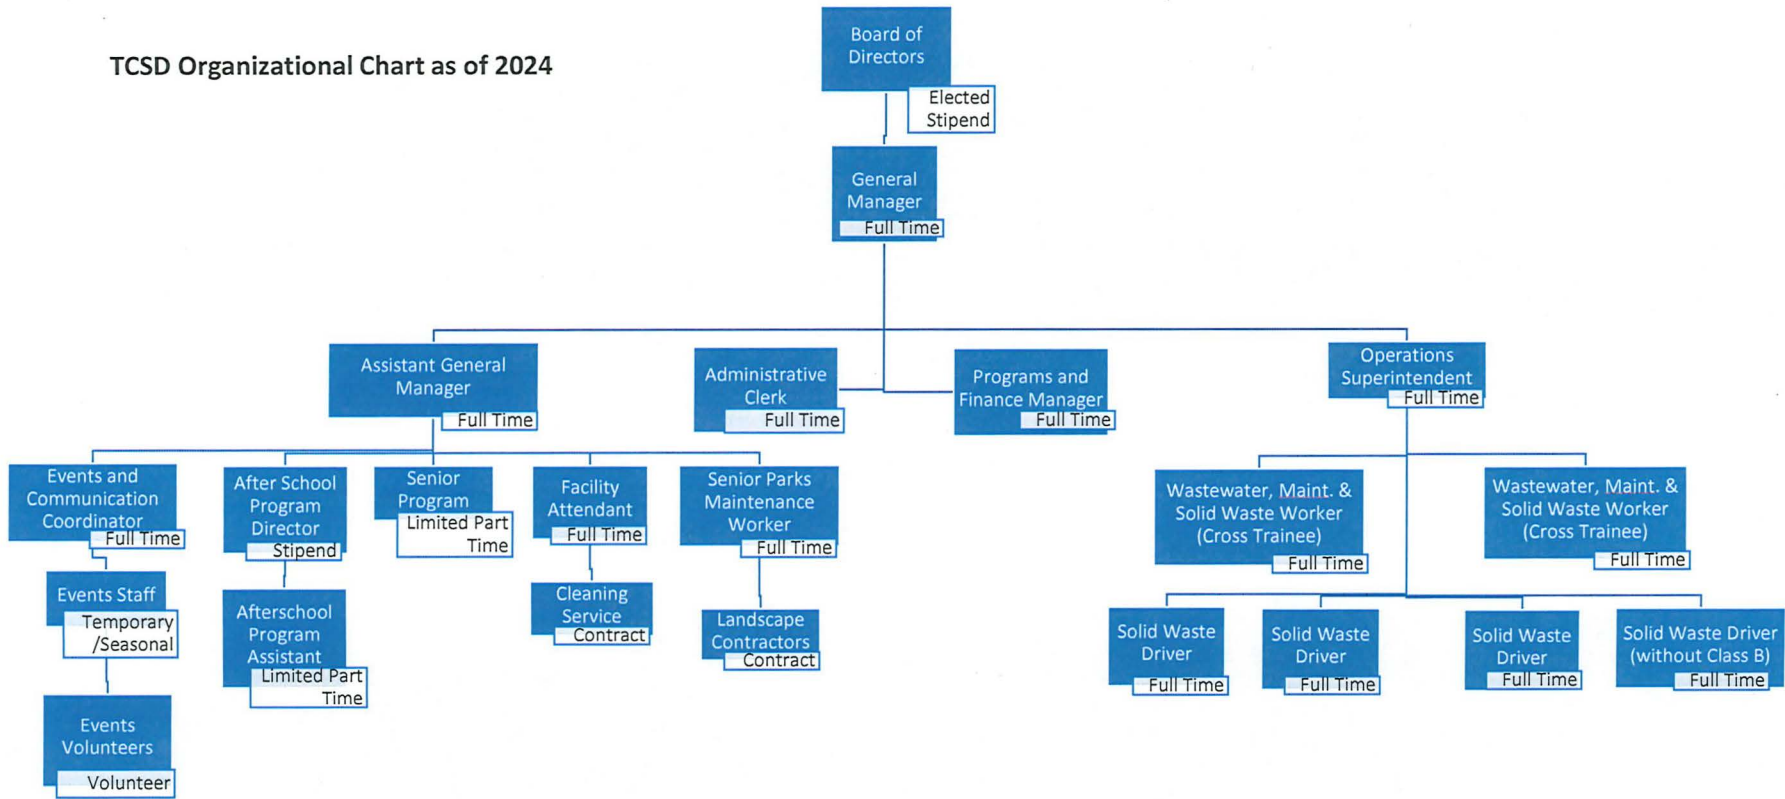 TCSD Organizational Chart as of 2024
Board of
Directors
Elected
Stipend
General
Manager
Full Time
Assistant General
Manager
Full Time
Administrative
Clerk
Full Time
Programs and
Finance Manager
Full Time
Operations
Superintendent
Full Time
Events and
Communication
Coordinator
Full Time
After School
Program
Director
Stipend
Senior
Program
Limited Part
Time
Facility
Attendant
Full Time
Senior Parks
Maintenance
Worker
Full Time
Wastewater, Maint. &
Solid Waste Worker
(Cross Trainee)
Full Time
Wastewater, Maint. &
Solid Waste Worker
(Cross Trainee)
Full Time
Events Staff
Temporary
/Seasonal
Afterschool
Program
Assistant
Limited Part
Time
Cleaning
Service
Contract
Landscape
Contractors
Contract
Solid Waste
Driver
Full Time
Solid Waste
Driver
Full Time
Solid Waste
Driver
Full Time
Solid Waste Driver
(without Class B)
Full Time
Events
Volunteers
Volunteer